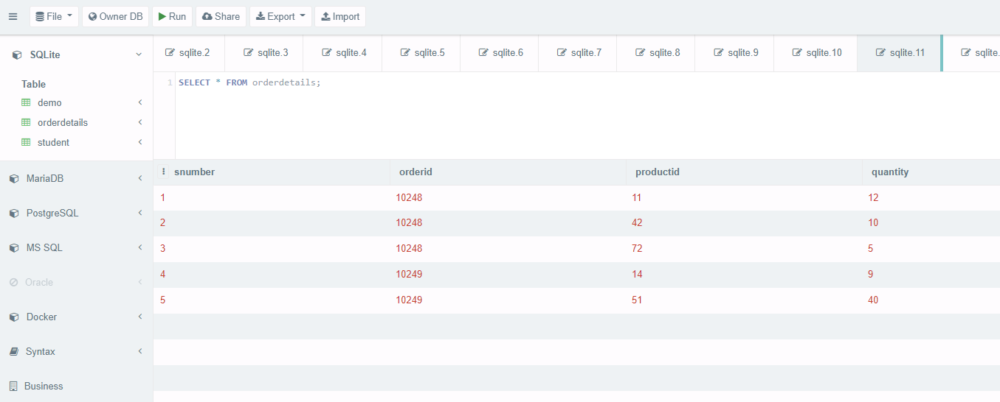 File Owner DB Run Share Export Import
SQLite
Table
demo
orderdetails
student
MariaDB
PostgreSQL
MS SQL
Oracle
Docker
Syntax
Business
sqlite.2 sqlite.3 sqlite.4 sqlite.5 sqlite.6 sqlite.7 sqlite.8 sqlite.9 sqlite.10 sqlite.11 sqlite.
1 SELECT * FROM orderdetails;
snumber orderid productid quantity
1 10248 11 12
2 10248 42 10
3 10248 72 5
4 10249 14 9
5 10249 51 40